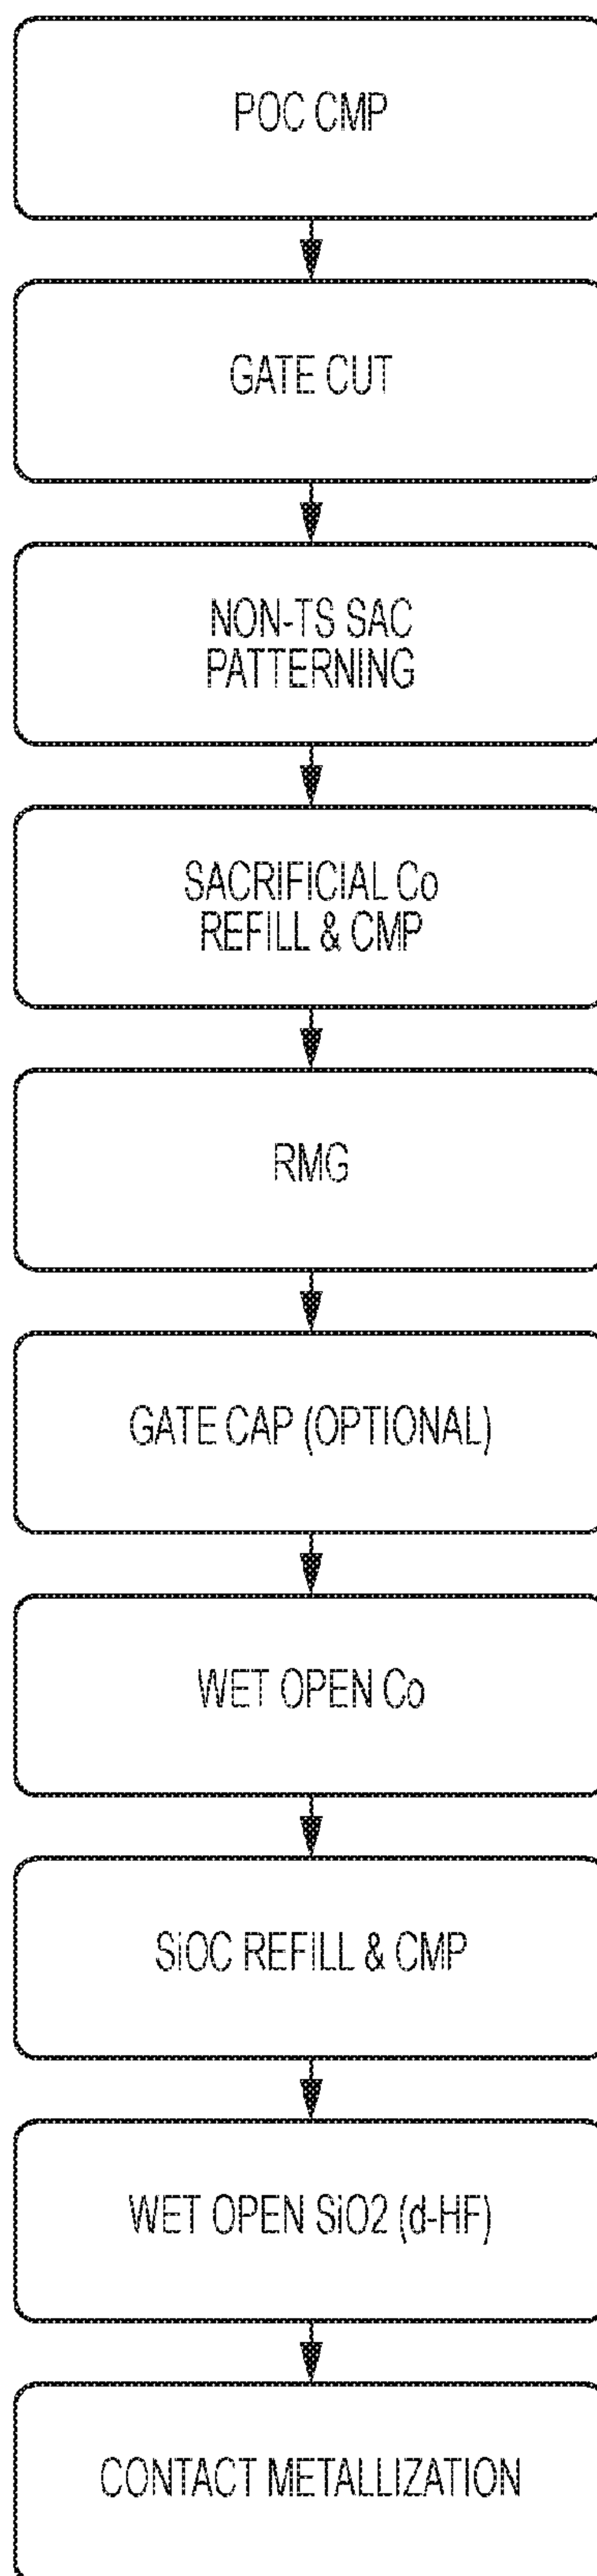 POC CMP
GATE CUT
NON-TS SAC
PATTERNING
SACRIFICIAL Co
REFILL & CMP
RMG
GATE CAP (OPTIONAL)
WET OPEN Co
SiOC REFILL & CMP
WET OPEN SiO2 (d-HF)
CONTACT METALLIZATION